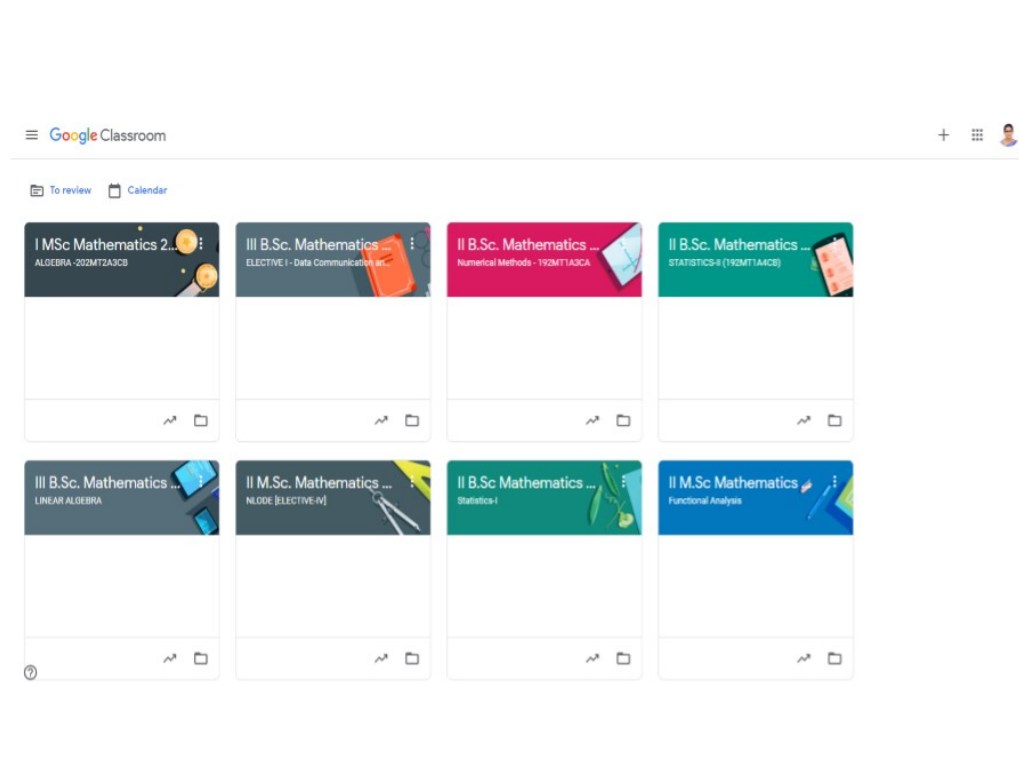 Google Classroom
To review Calendar
I MSc Mathematics 2...
ALGEBRA -202MT2A3CB
III B.Sc. Mathematics ...
ELECTIVE I - Data Communication an...
II B.Sc. Mathematics ...
Numerical Methods - 192MT1A3CA
II B.Sc. Mathematics ...
STATISTICS-II (192MT1A4CB)
III B.Sc. Mathematics ...
LINEAR ALGEBRA
II M.Sc. Mathematics ...
NLODE [ELECTIVE-IV]
II B.Sc Mathematics ...
Statistics-I
II M.Sc Mathematics
Functional Analysis